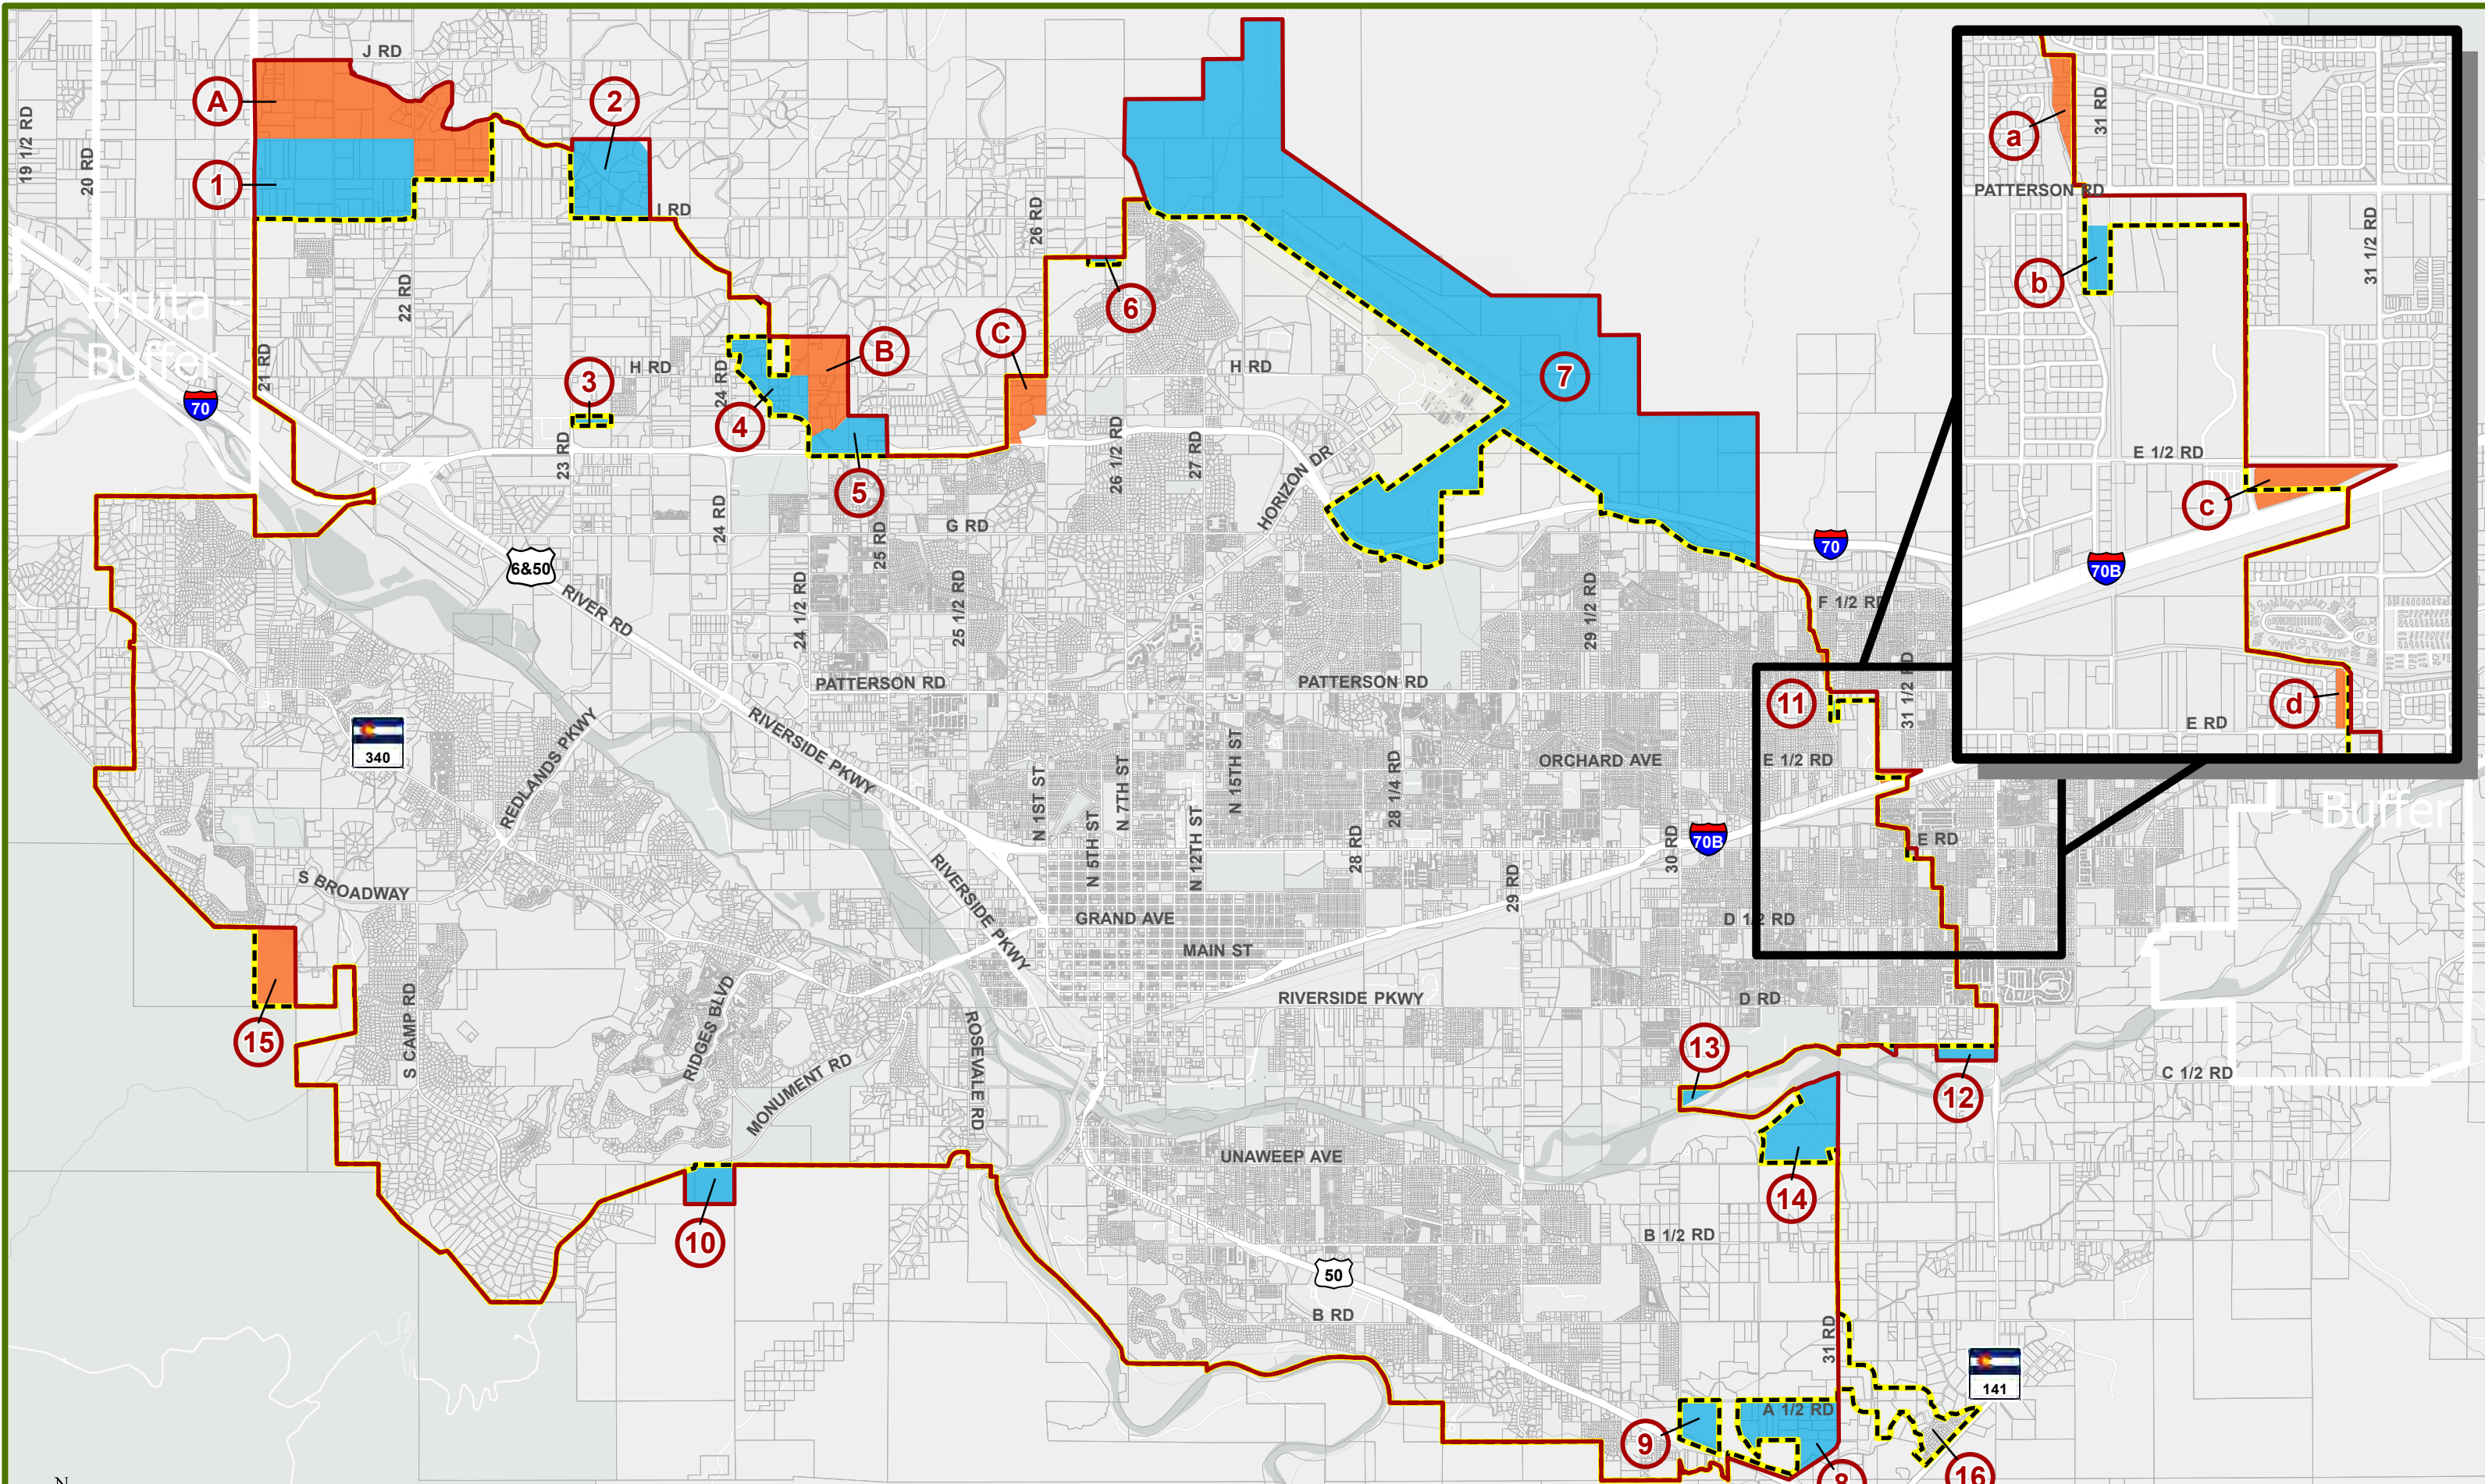 J RD
A
2
19 1/2 RD
20 RD
1
I RD
26 RD
a
31 RD
PATTERSON RD
b
31 1/2 RD
E 1/2 RD
c
70B
d
E RD
Fruita -
Buffer
22 RD
21 RD
70
6
B
C
H RD
H RD
24 RD
3
4
7
23 RD
5
26 1/2 RD
27 RD
HORIZON DR
24 RD
25 RD
G RD
70
6&50
RIVER RD
24 1/2 RD
25 1/2 RD
29 1/2 RD
F 1/2 RD
PATTERSON RD
PATTERSON RD
11
31 1/2 RD
340
REDLANDS PKWY
RIVERSIDE PKWY
N 1ST ST
N 7TH ST
N 15TH ST
28 1/4 RD
ORCHARD AVE
E 1/2 RD
- Buffer
N 5TH ST
N 12TH ST
28 RD
30 RD
70B
E RD
S BROADWAY
RIVERSIDE PKWY
29 RD
GRAND AVE
D 1/2 RD
MAIN ST
RIVERSIDE PKWY
D RD
15
S CAMP RD
RIDGES BLVD
MONUMENT RD
ROSEVALE RD
13
C 1/2 RD
12
UNAWEEP AVE
14
10
B 1/2 RD
50
B RD
31 RD
141
A 1/2 RD
9
8
16
N